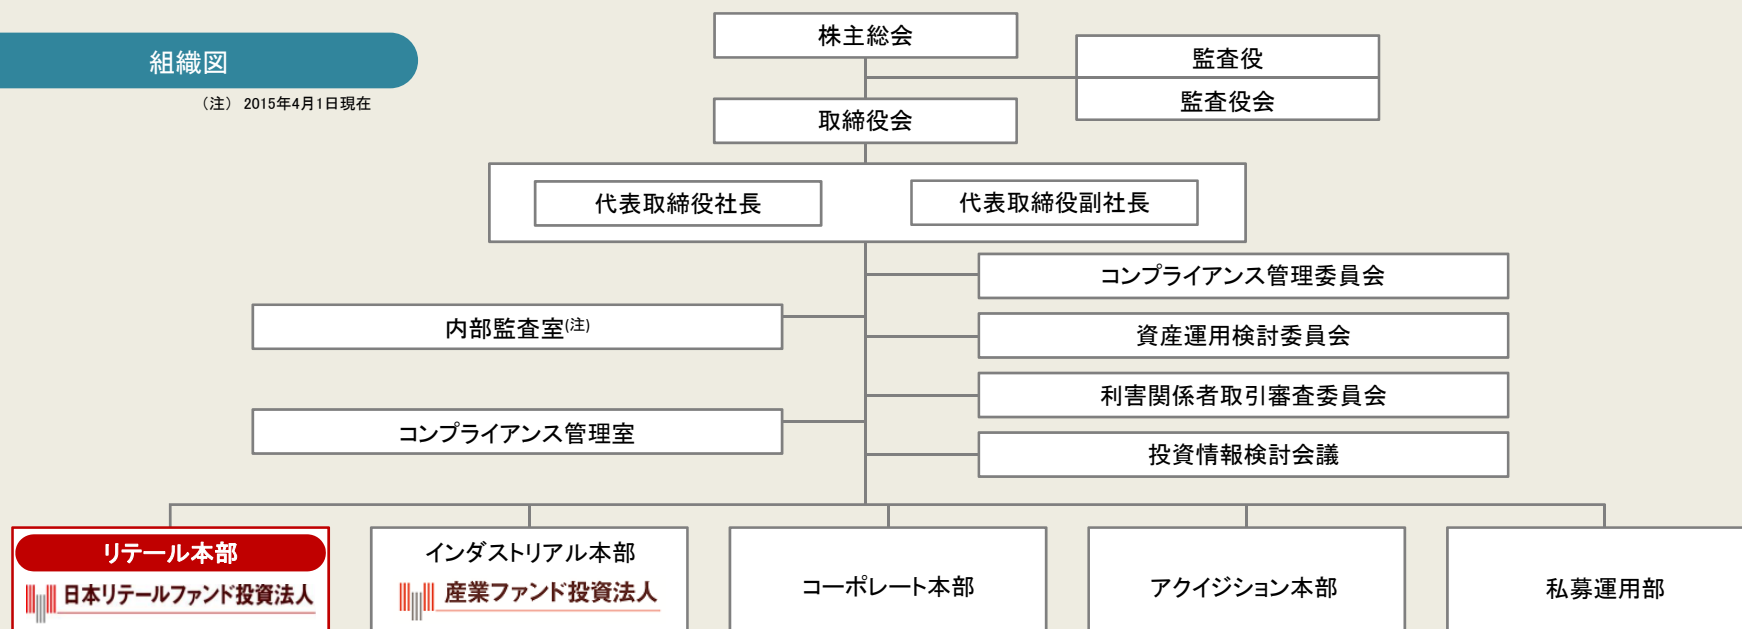 組織図
（注） 2015年4月1日現在
株主総会
監査役
監査役会
取締役会
代表取締役社長
代表取締役副社長
コンプライアンス管理委員会
内部監査室(注)
資産運用検討委員会
利害関係者取引審査委員会
コンプライアンス管理室
投資情報検討会議
リテール本部
日本リテールファンド投資法人
インダストリアル本部
産業ファンド投資法人
コーポレート本部
アクイジション本部
私募運用部